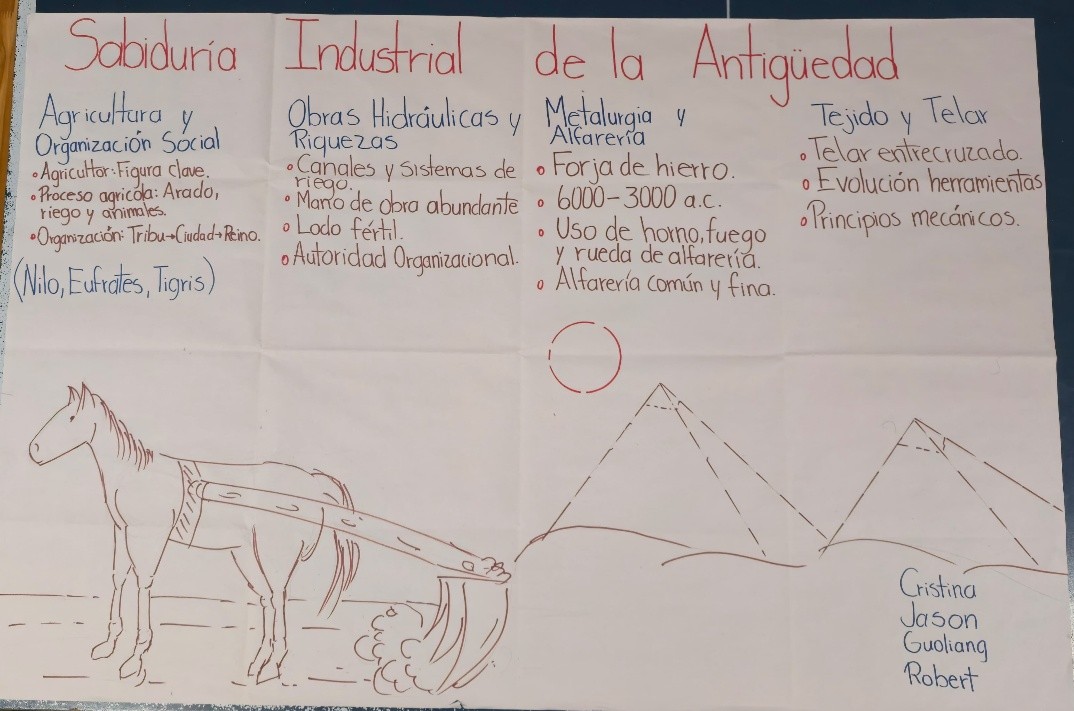 Sabiduría Industrial de la Antigüedad
Agricultura y
Organización Social
• Agricultor: Figura clave.
• Proceso agrícola: Arado,
riego y animales.
• Organización: Tribu→Ciudad→Reino.
(Nilo, Eufrates, Tigris)
Obras Hidráulicas y
Riquezas
• Canales y Sistemas de
riego.
• Mano de obra abundante
• Lodo fértil.
• Autoridad Organizacional.
Metalurgia y
Alfarería
• Forja de hierro.
• 6000-3000 a.c.
• Uso de horno, fuego
y rueda de alfarería.
• Alfarería común y fina.
Tejido y Telar
• Telar entrecruzado.
• Evolución herramientas
• Principios mecánicos.
Cristina
Jason
Guoliang
Robert